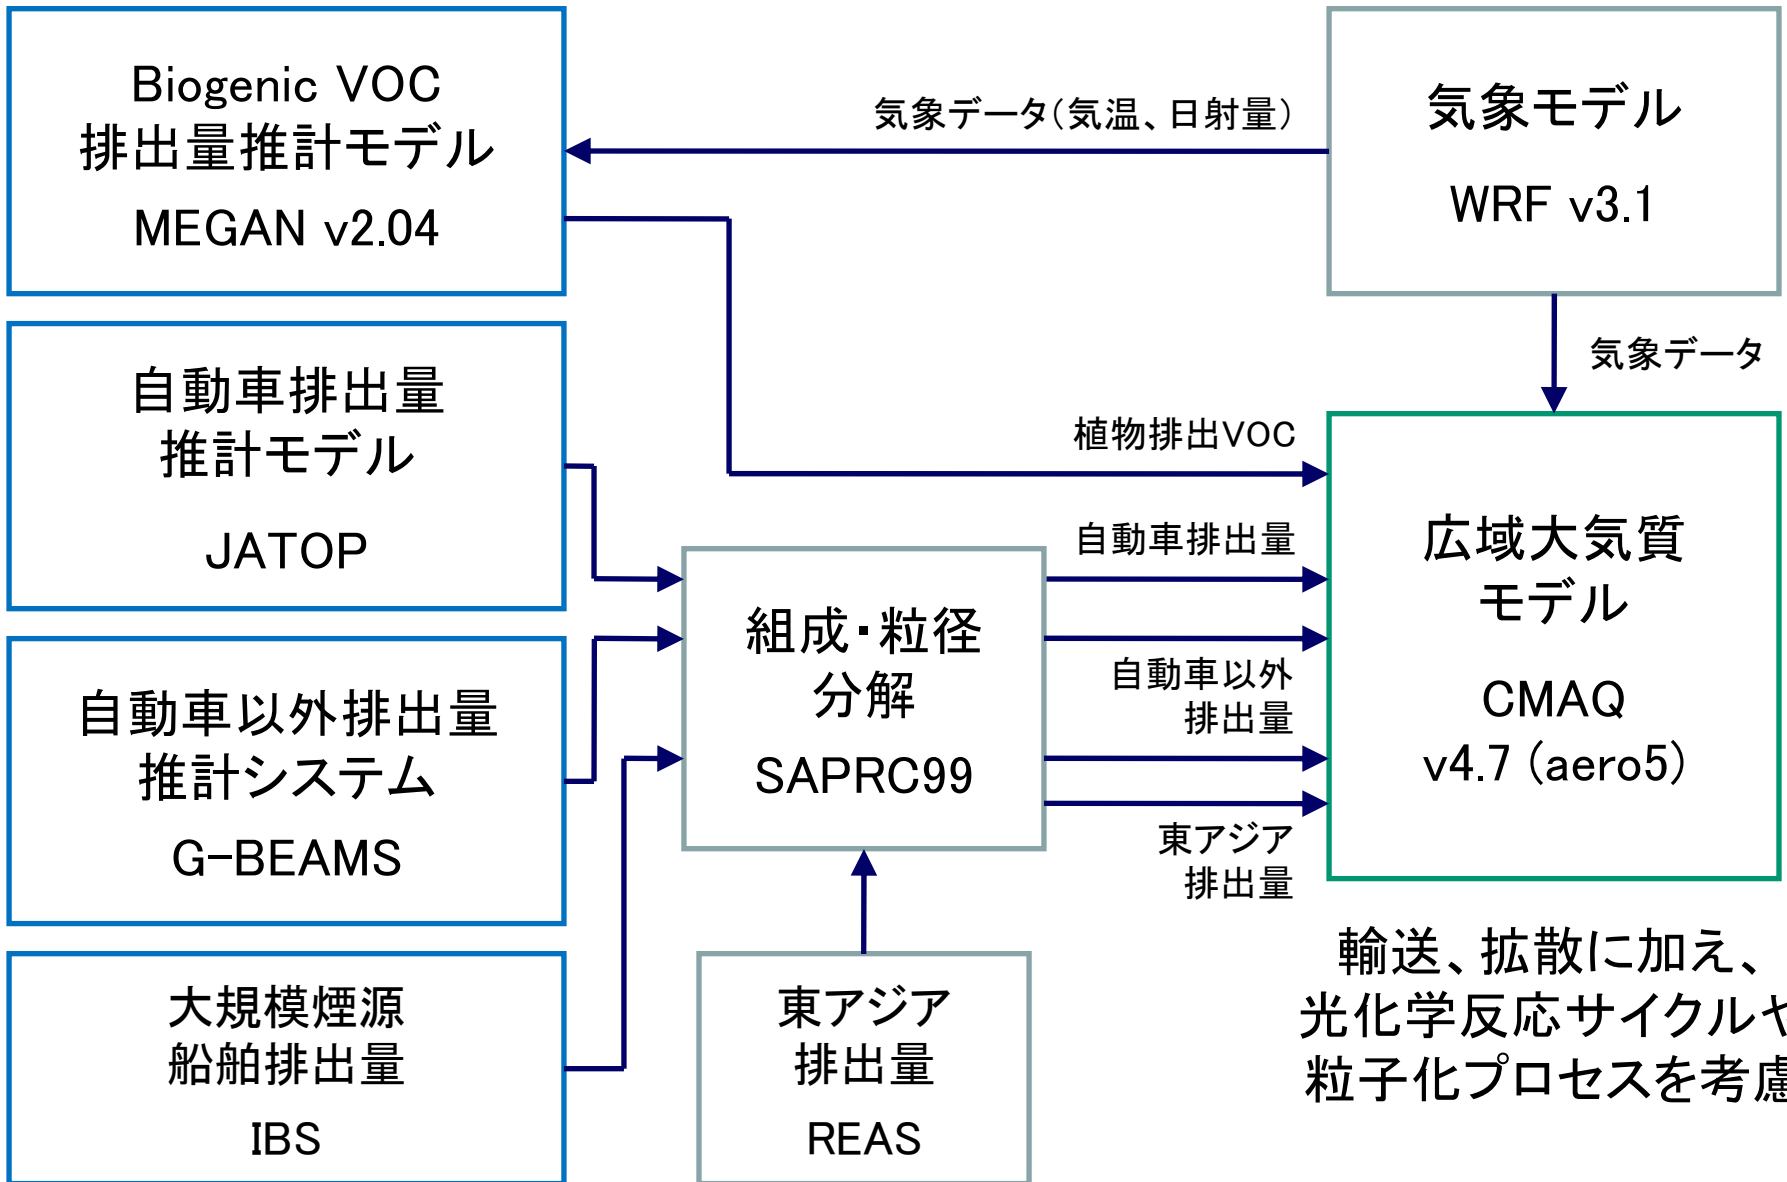 Biogenic VOC
排出量推計モデル
MEGAN v2.04
気象データ(気温、日射量)
気象モデル
WRF v3.1
気象データ
自動車排出量
推計モデル
JATOP
植物排出VOC
自動車排出量
自動車以外
排出量
東アジア
排出量
広域大気質
モデル
CMAQ
v4.7 (aero5)
組成・粒径
分解
SAPRC99
自動車以外排出量
推計システム
G-BEAMS
大規模煙源
船舶排出量
IBS
東アジア
排出量
REAS
輸送、拡散に加え、
光化学反応サイクルや
粒子化プロセスを考慮